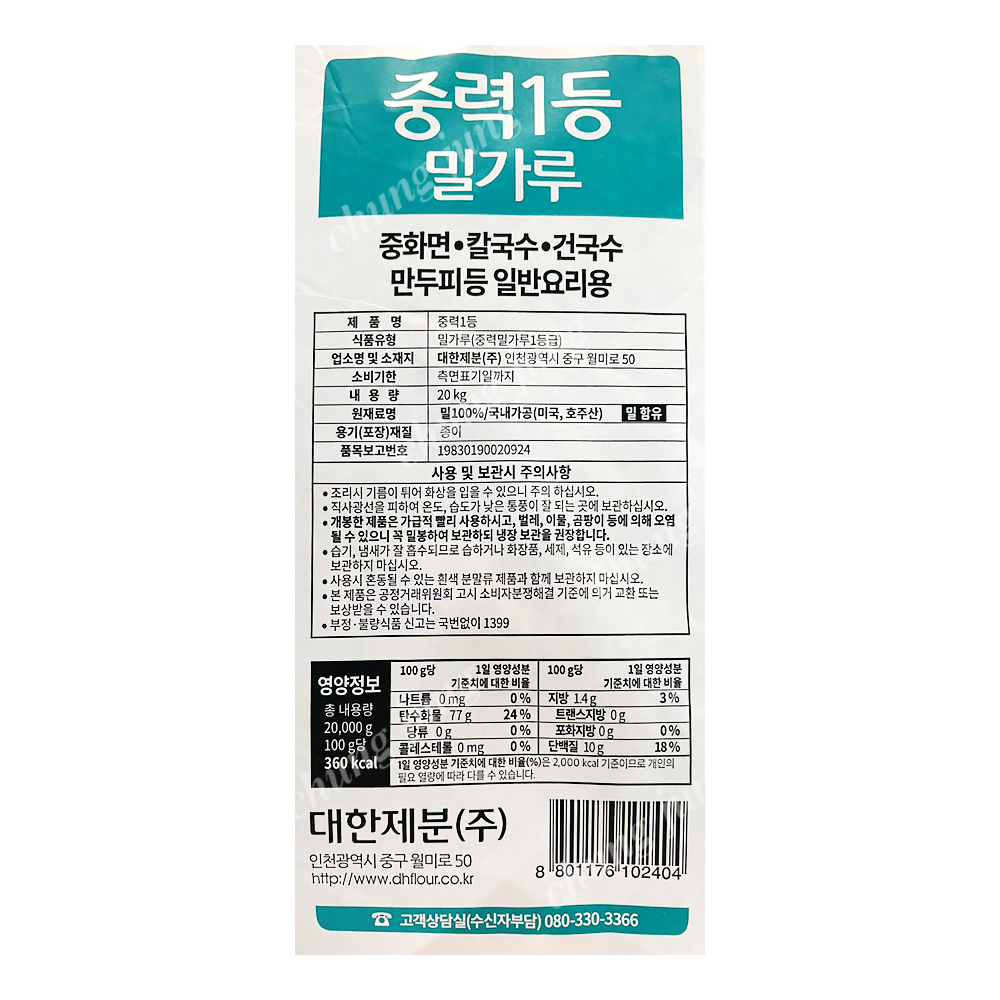 중력1등
밀가루
중화면•칼국수•건국수
만두피등 일반요리용
제 품 명 중력1등
식품유형 밀가루(중력밀가루1등급)
업소명 및 소재지 대한제분(주) 인천광역시 중구 월미로 50
소비기한 측면표기일까지
내 용 량 20 kg
원재료명 밀100%/국내가공(미국, 호주산) 밀 함유
용기(포장)재질 종이
품목보고번호 19830190020924
사용 및 보관시 주의사항
• 조리시 기름이 튀어 화상을 입을 수 있으니 주의 하십시오.
• 직사광선을 피하여 온도, 습도가 낮은 통풍이 잘 되는 곳에 보관하십시오.
• 개봉한 제품은 가급적 빨리 사용하시고, 벌레, 이물, 곰팡이 등에 의해 오염
될 수 있으니 꼭 밀봉하여 보관하되 냉장 보관을 권장합니다.
• 습기, 냄새가 잘 흡수되므로 습하거나 화장품, 세제, 석유 등이 있는 장소에
보관하지 마십시오.
• 사용시 혼동될 수 있는 흰색 분말류 제품과 함께 보관하지 마십시오.
• 본 제품은 공정거래위원회 고시 소비자분쟁해결 기준에 의거 교환 또는
보상받을 수 있습니다.
• 부정·불량식품 신고는 국번없이 1399
영양정보
총 내용량
20,000 g
100 g당
360 kcal
100 g당 1일 영양성분
기준치에 대한 비율
나트륨 0 mg 0 %
탄수화물 77 g 24 %
당류 0 g 0 %
콜레스테롤 0 mg 0 %
100 g당 1일 영양성분
기준치에 대한 비율
지방 1.4 g 3 %
트랜스지방 0 g
포화지방 0 g 0 %
단백질 10 g 18 %
1일 영양성분 기준치에 대한 비율(%)은 2,000 kcal 기준이므로 개인의
필요 열량에 따라 다를 수 있습니다.
대한제분(주)
인천광역시 중구 월미로 50
http://www.dhflour.co.kr
8 801176 102404
☎ 고객상담실(수신자부담) 080-330-3366
chung jung
chung jung
chung jung